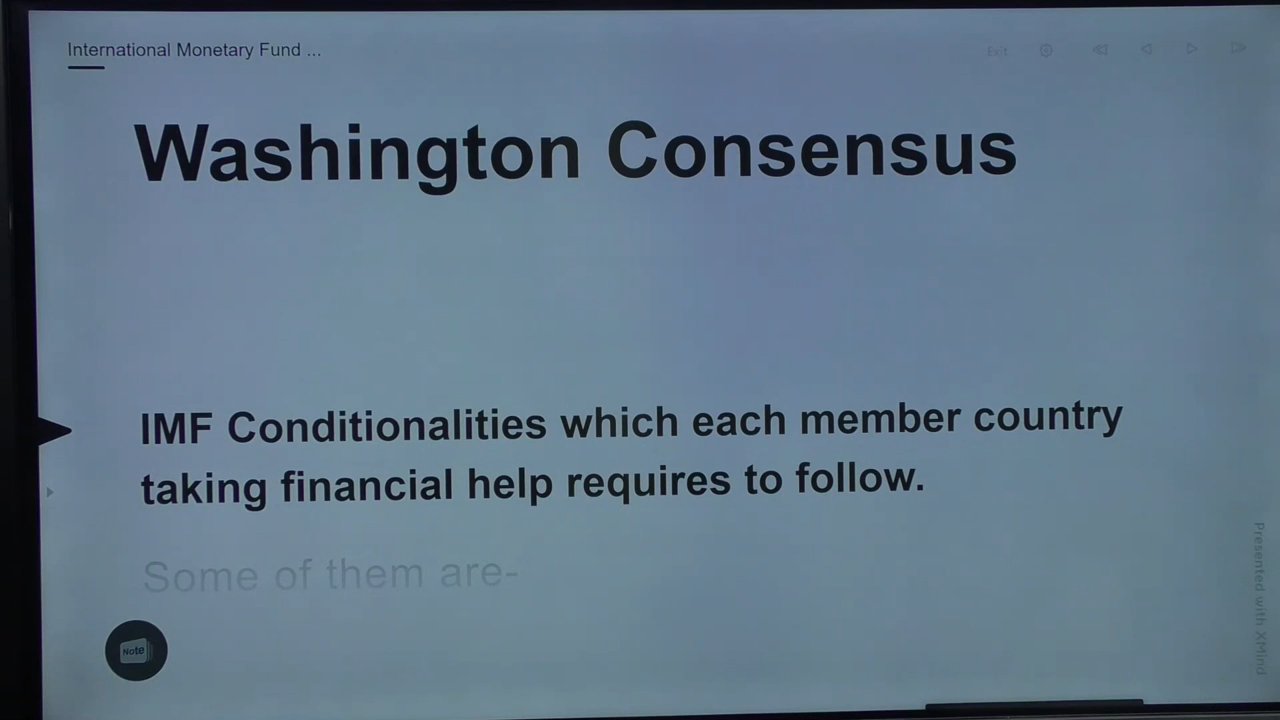 International Monetary Fund ...
Exit
Washington Consensus
IMF Conditionalities which each member country
taking financial help requires to follow.
Some of them are-
Note
Presented with XMind